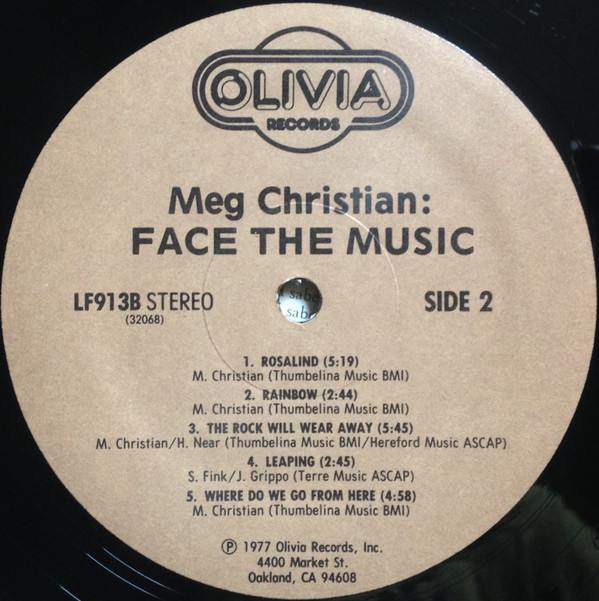 OLIVIA
RECORDS
Meg Christian:
FACE THE MUSIC
LF913B STEREO
(32068)
SIDE 2
1. ROSALIND (5:19)
M. Christian (Thumbelina Music BMI)
2. RAINBOW (2:44)
M. Christian (Thumbelina Music BMI)
3. THE ROCK WILL WEAR AWAY (5:45)
M. Christian/H. Near (Thumbelina Music BMI/Hereford Music ASCAP)
4. LEAPING (2:45)
S. Fink/J. Grippo (Terre Music ASCAP)
5. WHERE DO WE GO FROM HERE (4:58)
M. Christian (Thumbelina Music BMI)
℗ 1977 Olivia Records, Inc.
4400 Market St.
Oakland, CA 94608